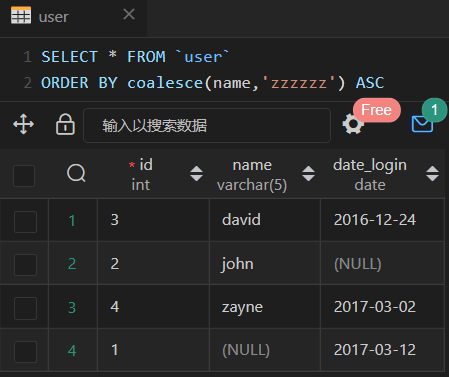 user
1 SELECT * FROM `user`
2 ORDER BY coalesce(name,'zzzzzz') ASC
输入以搜索数据 Free 1
* id name date_login
int varchar(5) date
1 3 david 2016-12-24
2 2 john (NULL)
3 4 zayne 2017-03-02
4 1 (NULL) 2017-03-12